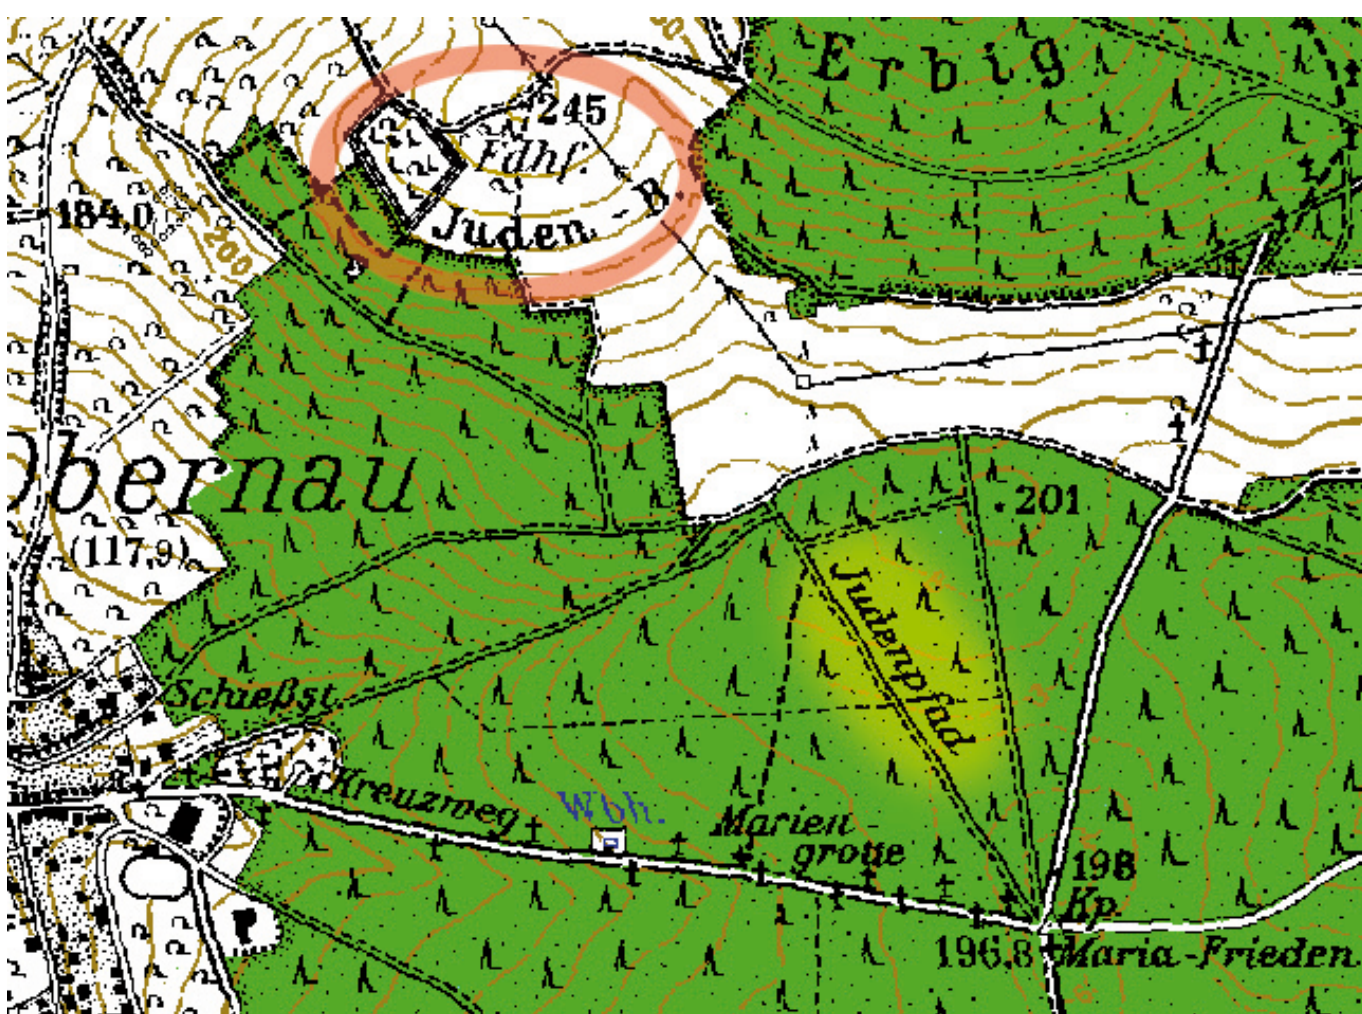 Erbig
245
Fdhf.
Juden - B.
184,0
200
Obernau
(117,9)
201
Judenpfad
Schießst.
Kreuzweg
Wbh.
Marien-
grotte
198
Kp.
196,8
Maria-Frieden